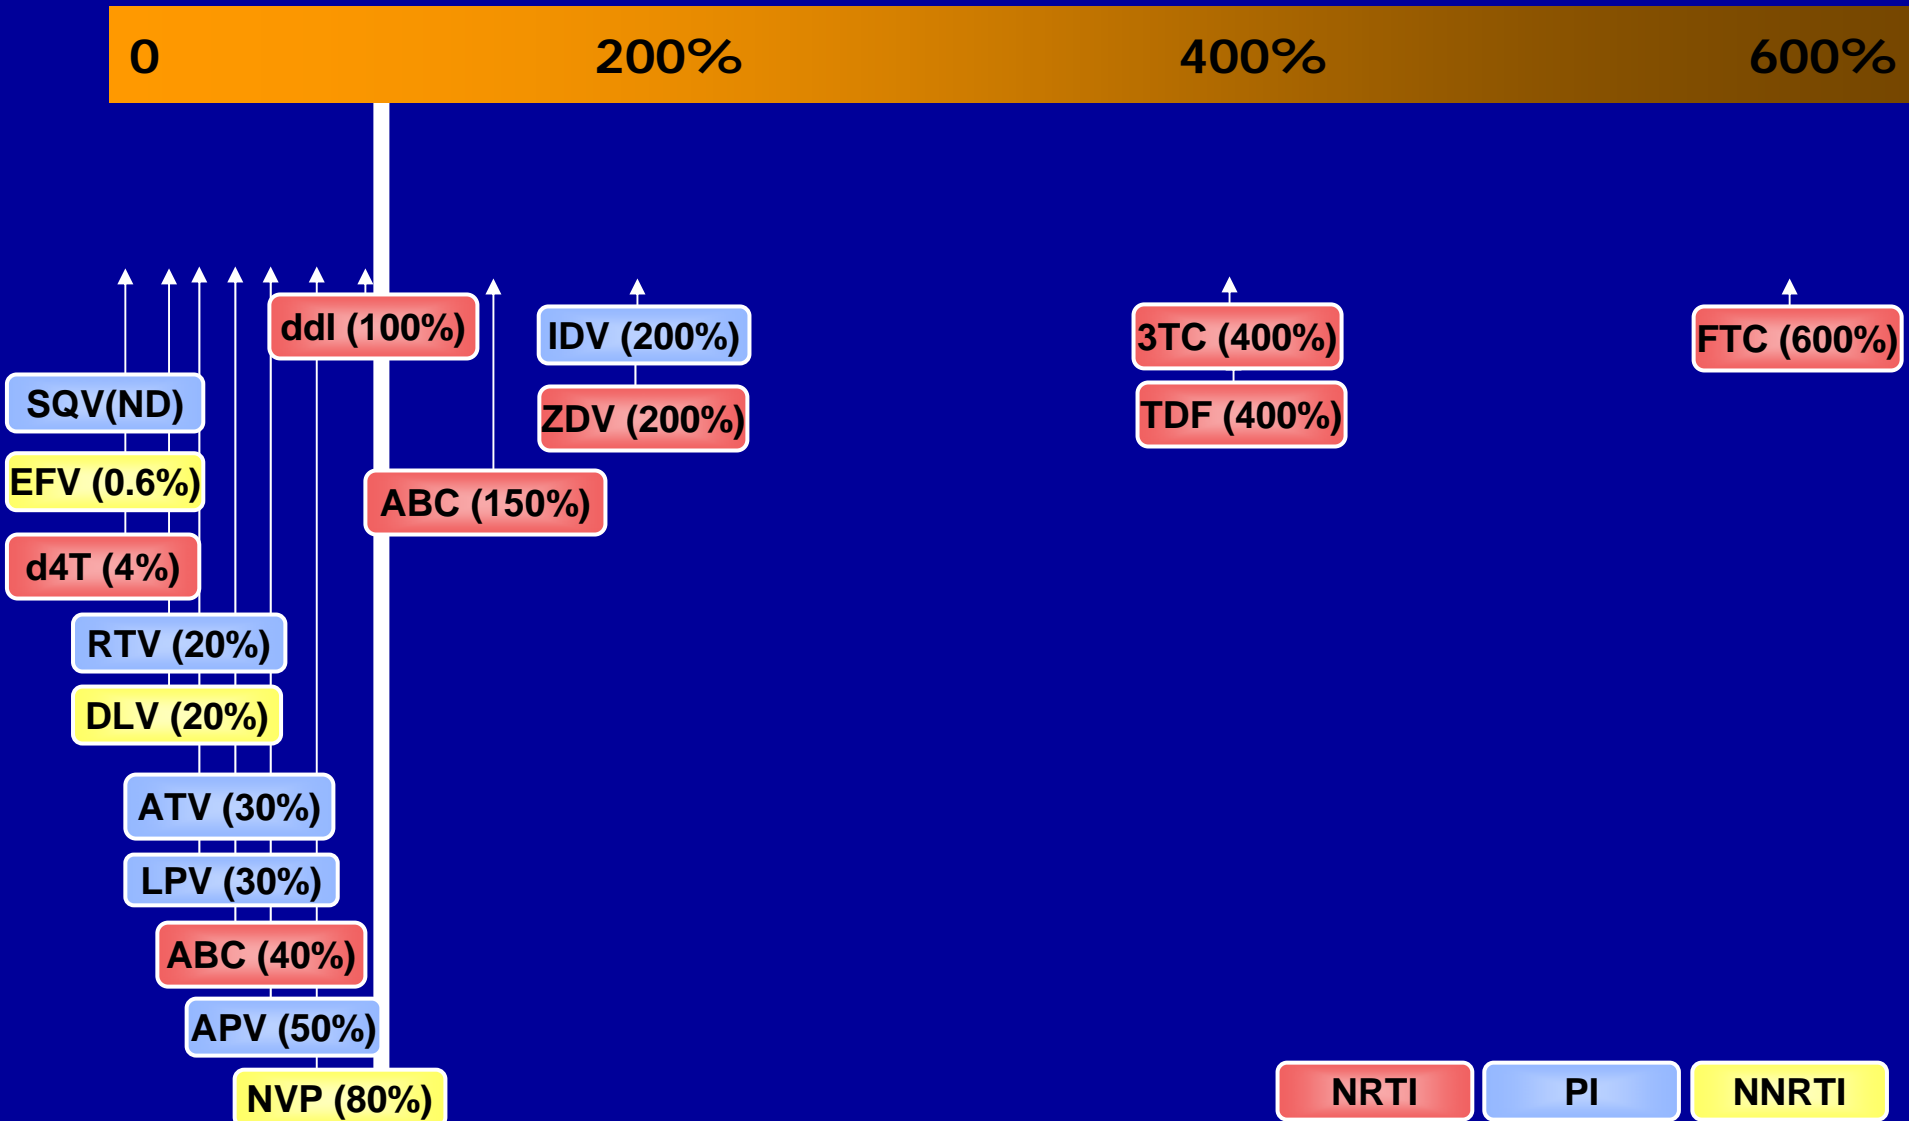 0 200% 400% 600%
ddI (100%)
IDV (200%)
3TC (400%)
FTC (600%)
SQV(ND)
ZDV (200%)
TDF (400%)
EFV (0.6%)
ABC (150%)
d4T (4%)
RTV (20%)
DLV (20%)
ATV (30%)
LPV (30%)
ABC (40%)
APV (50%)
NVP (80%)
NRTI PI NNRTI